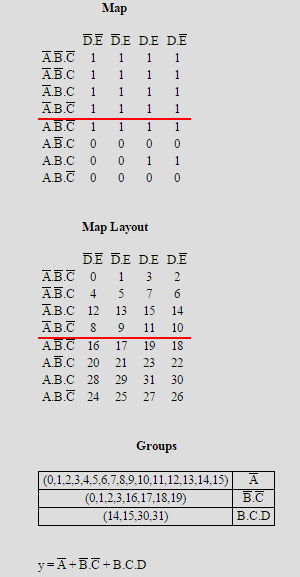 Map
D̅.E̅ D̅.E D.E D.E̅
A̅.B̅.C̅ 1 1 1 1
A̅.B̅.C 1 1 1 1
A̅.B.C 1 1 1 1
A̅.B.C̅ 1 1 1 1
A.B̅.C̅ 1 1 1 1
A.B̅.C 0 0 0 0
A.B.C 0 0 1 1
A.B.C̅ 0 0 0 0
Map Layout
D̅.E̅ D̅.E D.E D.E̅
A̅.B̅.C̅ 0 1 3 2
A̅.B̅.C 4 5 7 6
A̅.B.C 12 13 15 14
A̅.B.C̅ 8 9 11 10
A.B̅.C̅ 16 17 19 18
A.B̅.C 20 21 23 22
A.B.C 28 29 31 30
A.B.C̅ 24 25 27 26
Groups
(0,1,2,3,4,5,6,7,8,9,10,11,12,13,14,15) A̅
(0,1,2,3,16,17,18,19) B̅.C̅
(14,15,30,31) B.C.D
y = A̅ + B̅.C̅ + B.C.D